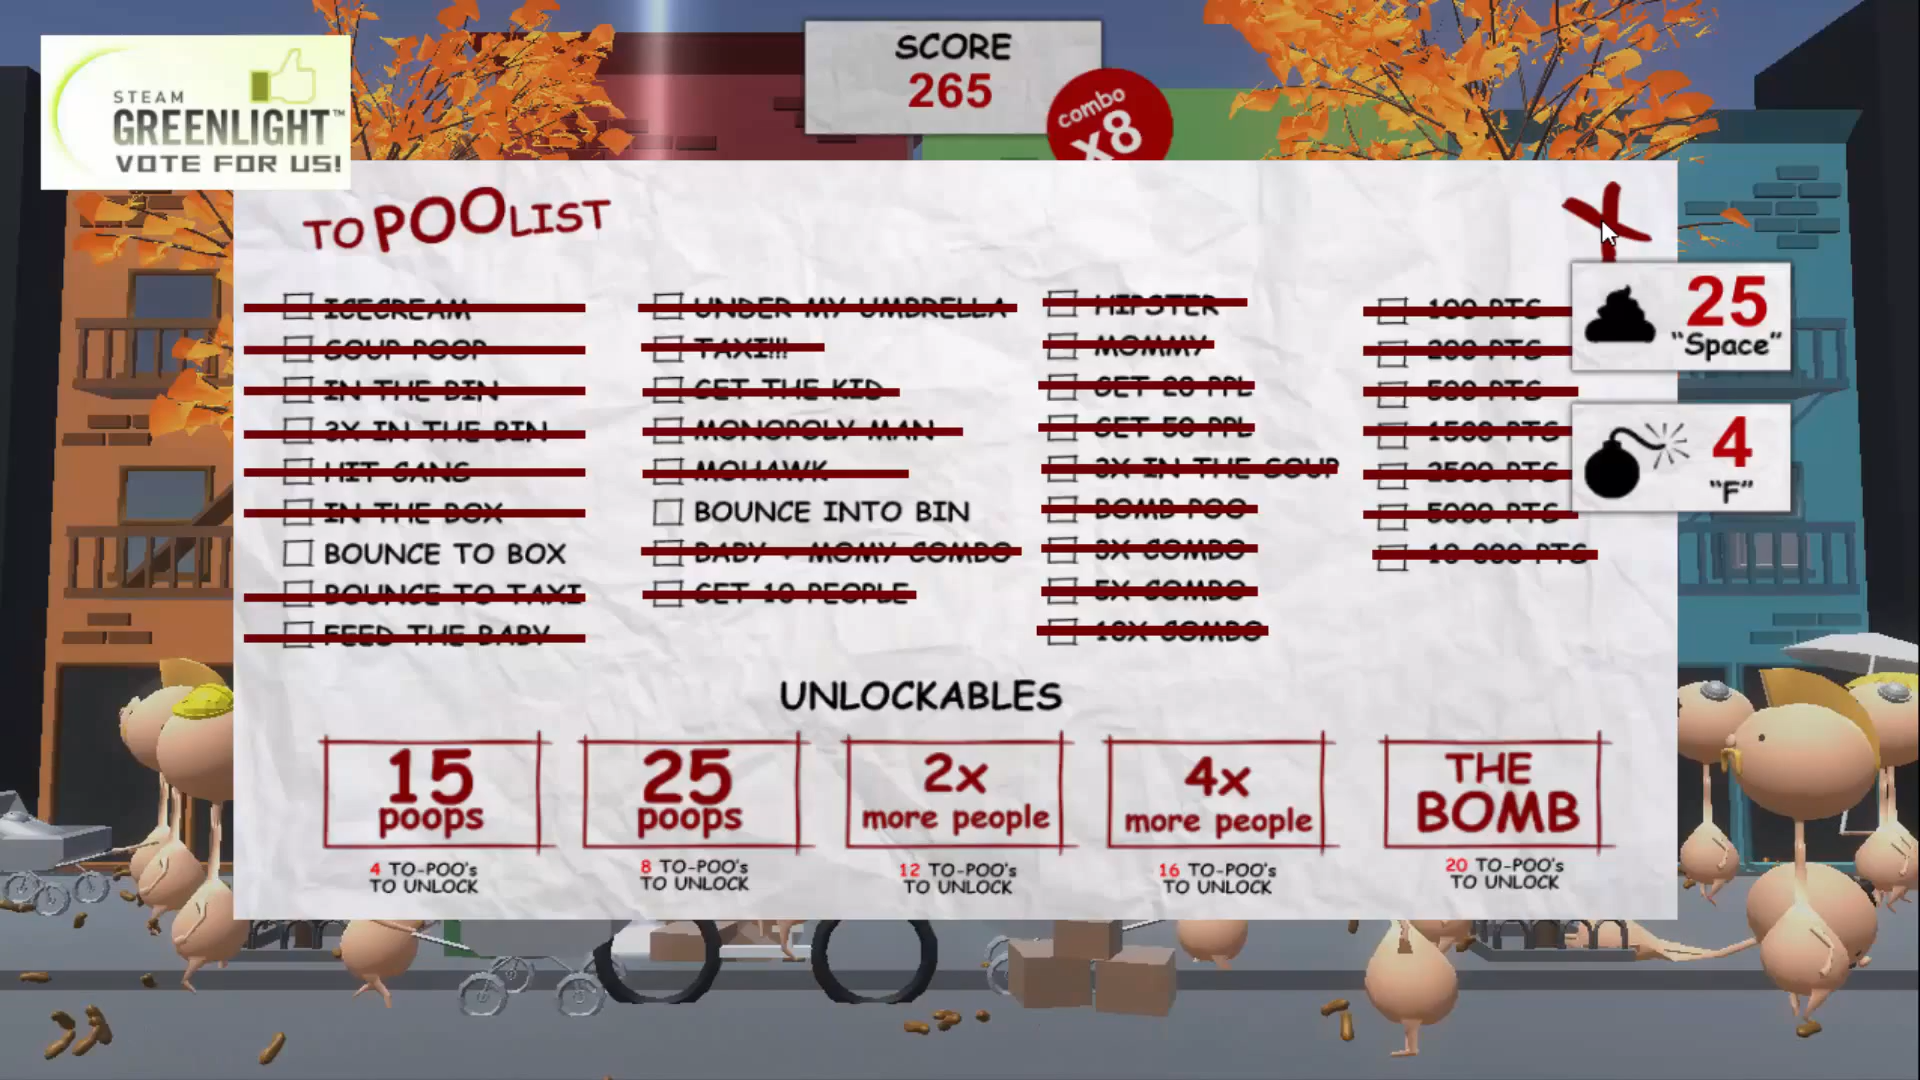 STEAM
GREENLIGHT™
VOTE FOR US!
SCORE
265
combo
x8
TO POO LIST
X
ICECREAM
SOUP POOP
IN THE BIN
3X IN THE BIN
HIT GANG
IN THE BOX
BOUNCE TO BOX
BOUNCE TO TAXI
FEED THE BABY
UNDER MY UMBRELLA
TAXI!!!
GET THE KID
MONOPOLY MAN
MOHAWK
BOUNCE INTO BIN
BABY + MOMY COMBO
GET 10 PEOPLE
HIPSTER
MOMMY
GET 20 PPL
GET 50 PPL
3X IN THE SOUP
BOMB POO
3X COMBO
5X COMBO
10X COMBO
100 PTS
200 PTS
500 PTS
1500 PTS
2500 PTS
5000 PTS
10 000 PTS
25
"Space"
4
"F"
UNLOCKABLES
15
poops
4 TO-POO's
TO UNLOCK
25
poops
8 TO-POO's
TO UNLOCK
2x
more people
12 TO-POO's
TO UNLOCK
4x
more people
16 TO-POO's
TO UNLOCK
THE
BOMB
20 TO-POO's
TO UNLOCK